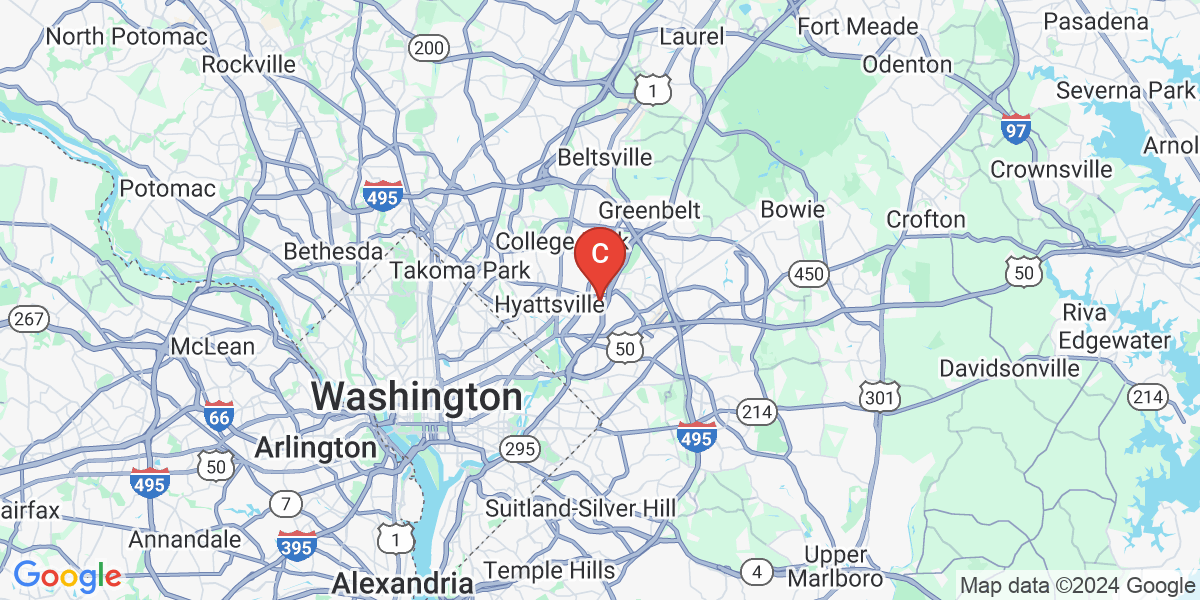 North Potomac
Rockville
200
Laurel
Fort Meade
Pasadena
Odenton
1
Severna Park
97
Arnol
Beltsville
Crownsville
Potomac
495
Greenbelt
Bowie
Crofton
College
k
C
Bethesda
Takoma Park
450
50
Hyattsville
267
Riva
McLean
50
Edgewater
Davidsonville
Washington
301
214
66
214
Arlington
295
495
50
495
7
Suitland-Silver Hill
airfax
Annandale
395
1
Upper
Marlboro
Temple Hills
4
Alexandria
Google
Map data ©2024 Google